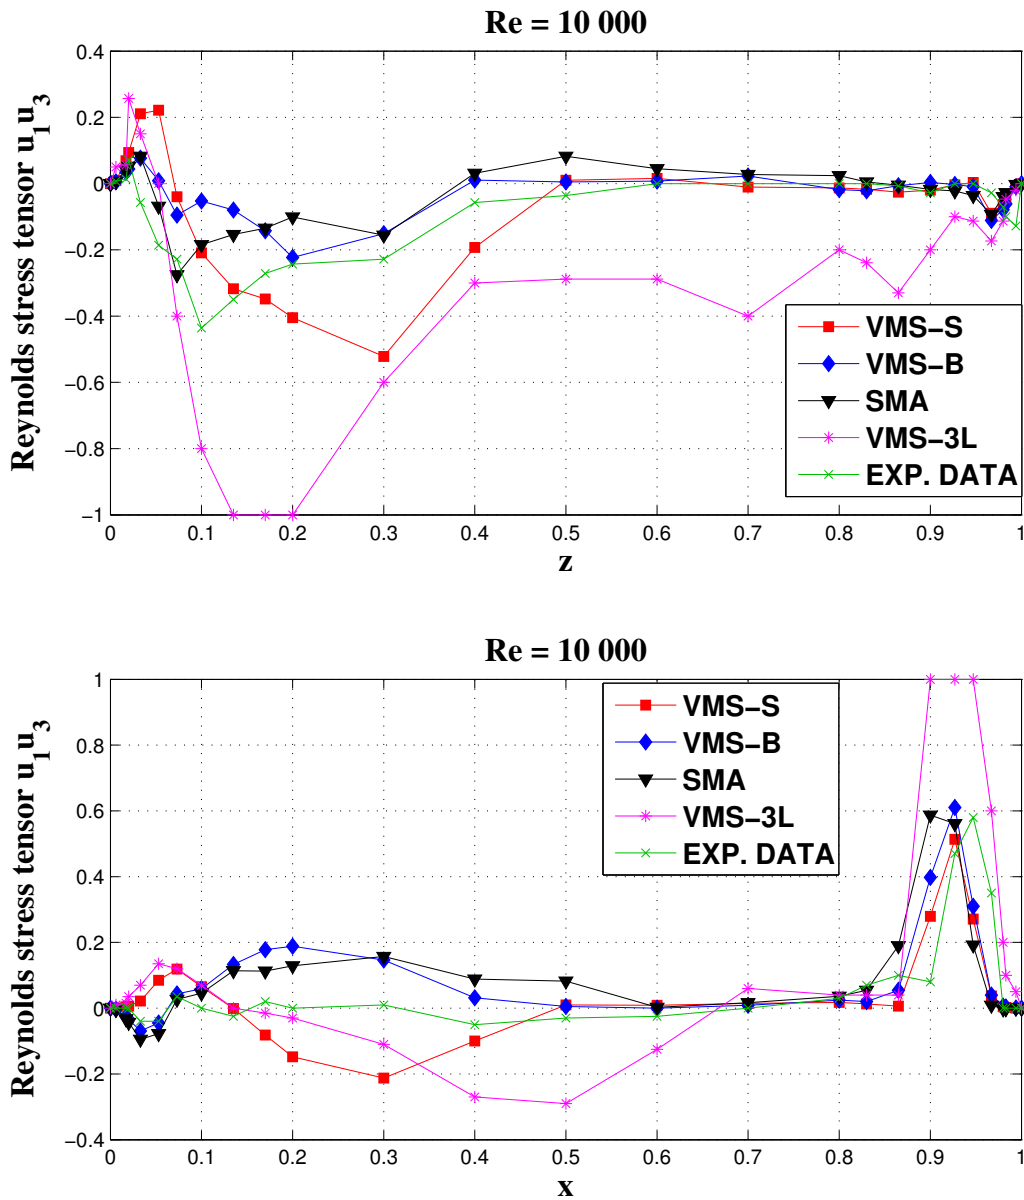 Re = 10 000
Reynolds stress tensor u1u3
0.4
0.2
0
−0.2
−0.4
−0.6
−0.8
−1
0 0.1 0.2 0.3 0.4 0.5 0.6 0.7 0.8 0.9 1
z
VMS−S
VMS−B
SMA
VMS−3L
EXP. DATA
Re = 10 000
Reynolds stress tensor u1u3
1
0.8
0.6
0.4
0.2
0
−0.2
−0.4
0 0.1 0.2 0.3 0.4 0.5 0.6 0.7 0.8 0.9 1
x
VMS−S
VMS−B
SMA
VMS−3L
EXP. DATA